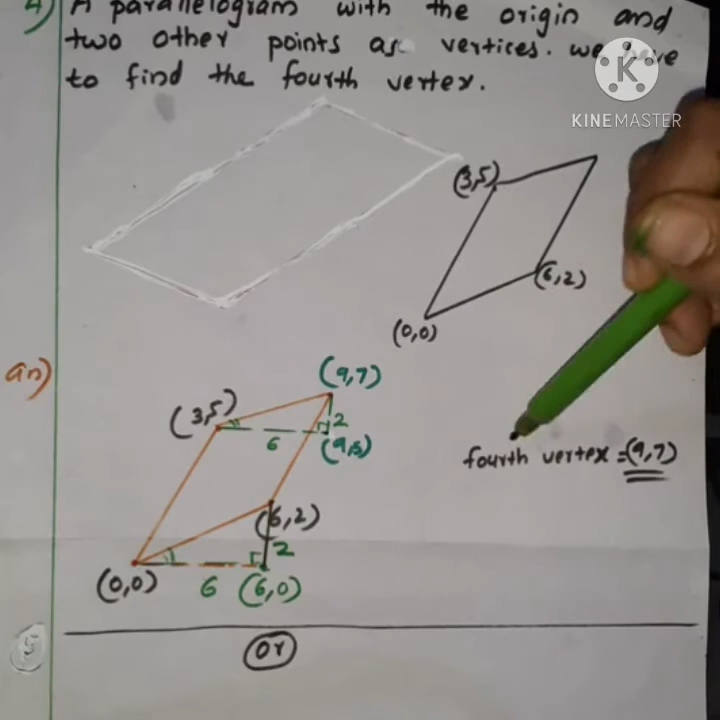 4) A parallelogram with the origin and
two other points as vertices. we have
to find the fourth vertex.
K
KINEMASTER
(3,5)
(6,2)
(0,0)
an)
(9,7)
(3,5)
2
6
(9,5)
fourth vertex =(9,7)
(6,2)
2
(0,0) 6 (6,0)
5
or